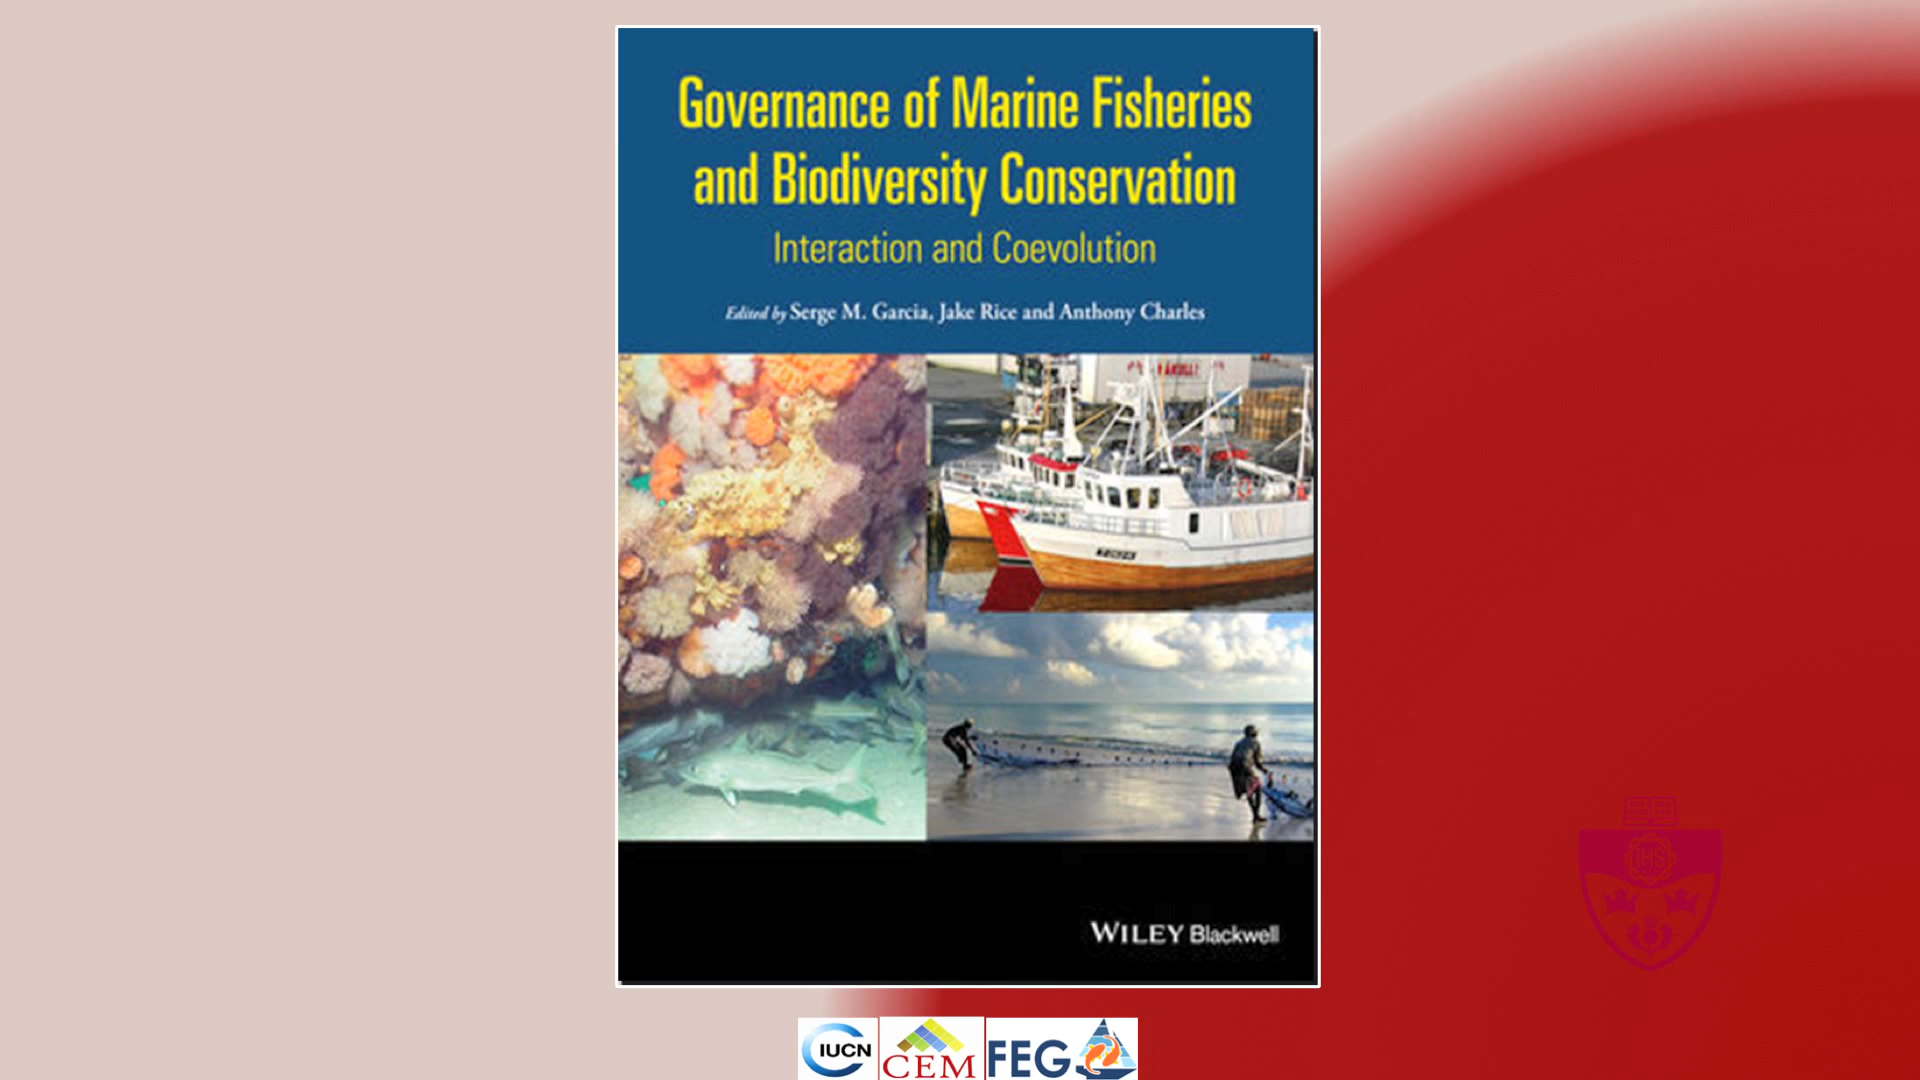 Governance of Marine Fisheries
and Biodiversity Conservation
Interaction and Coevolution
Edited by Serge M. Garcia, Jake Rice and Anthony Charles
WILEY Blackwell
IHS
IUCN
CEM
FEG